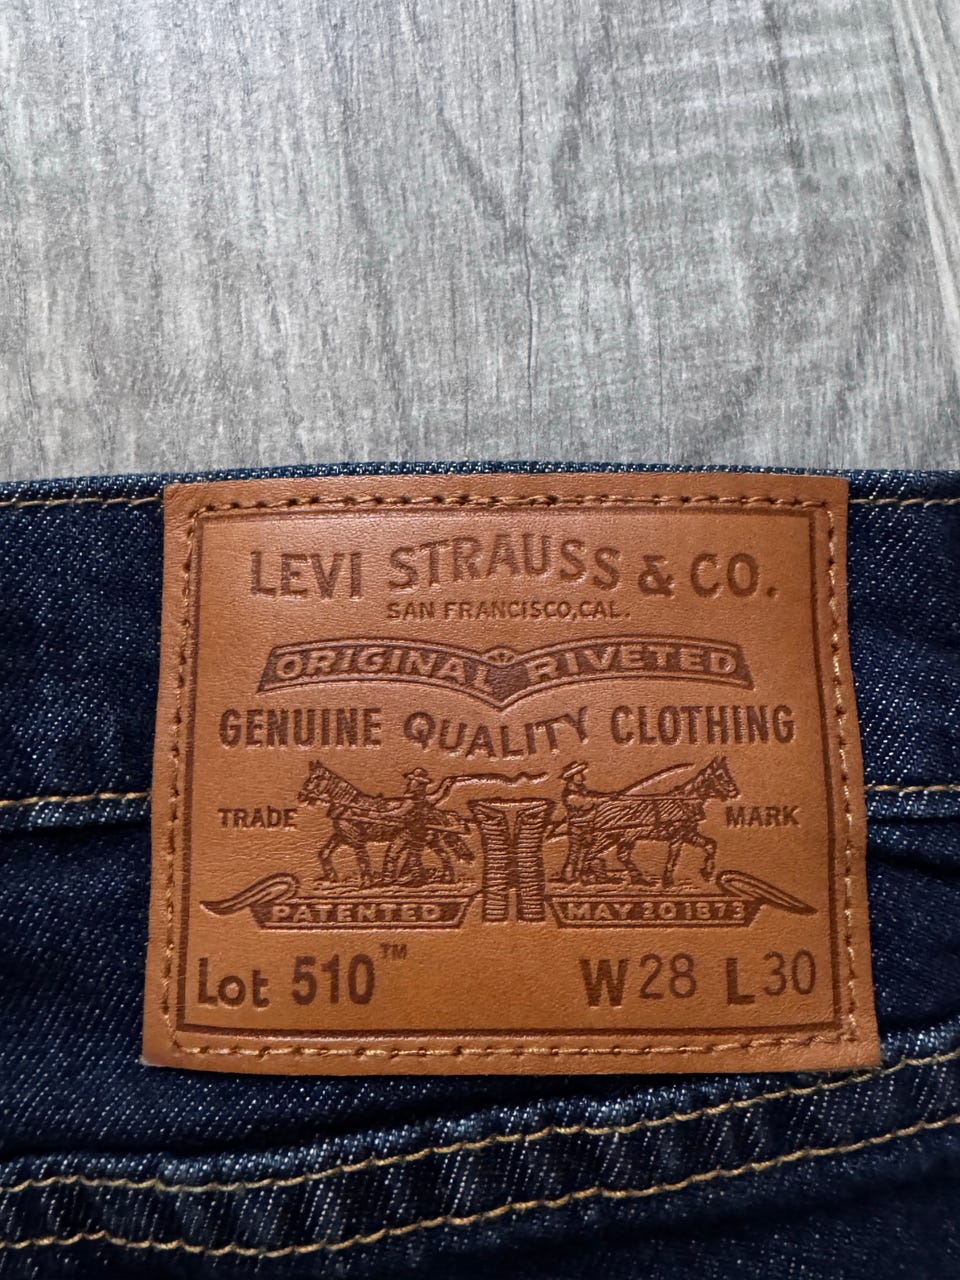 LEVI STRAUSS & CO.
SAN FRANCISCO, CAL.
ORIGINAL RIVETED
GENUINE QUALITY CLOTHING
TRADE MARK
PATENTED MAY 20 1873
Lot 510™ W28 L30